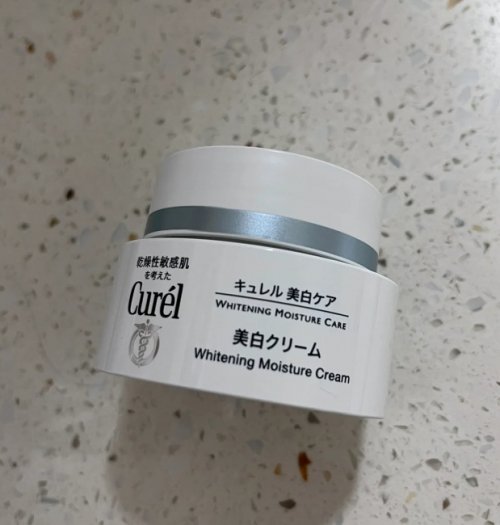 乾燥性敏感肌
を考えた
Curél
キュレル 美白ケア
WHITENING MOISTURE CARE
美白クリーム
Whitening Moisture Cream